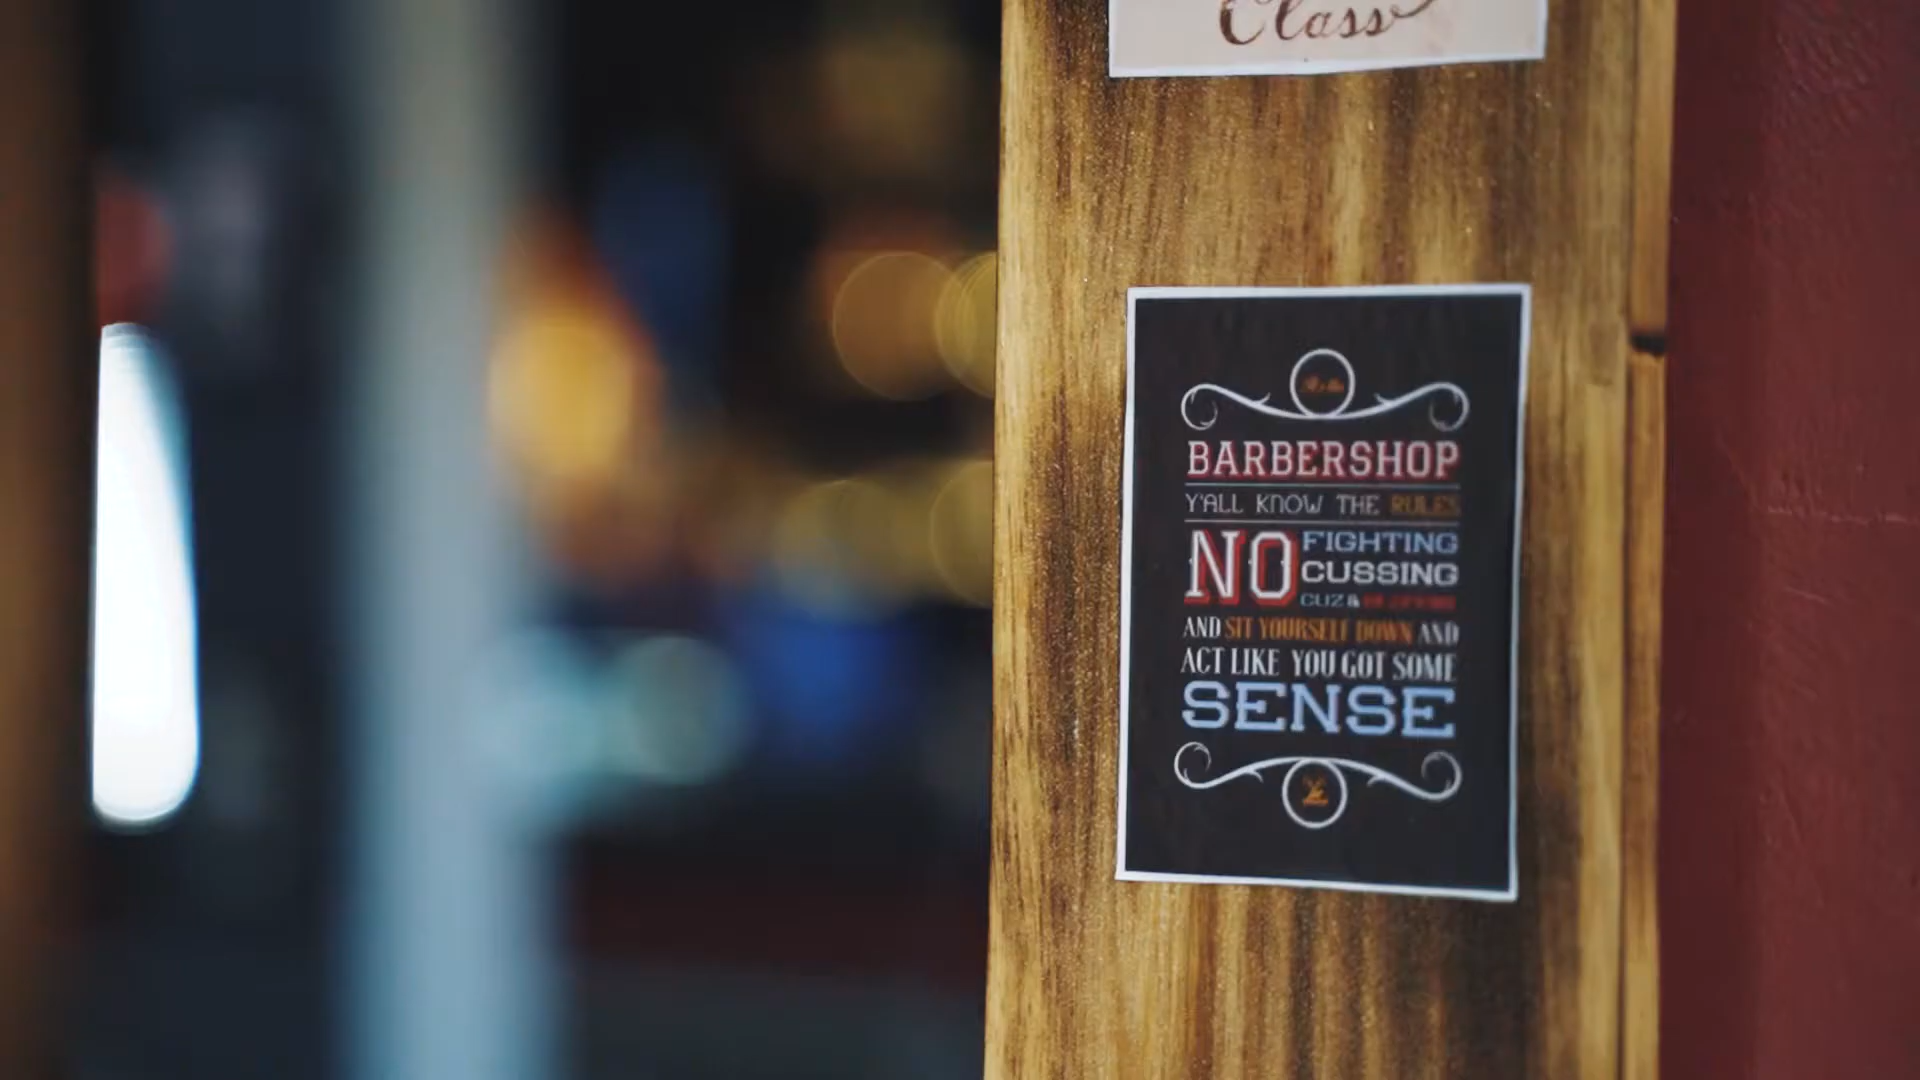 Class
BARBERSHOP
Y'ALL KNOW THE RULES
NO FIGHTING
CUSSING
CUZ &
AND SIT YOURSELF DOWN AND
ACT LIKE YOU GOT SOME
SENSE